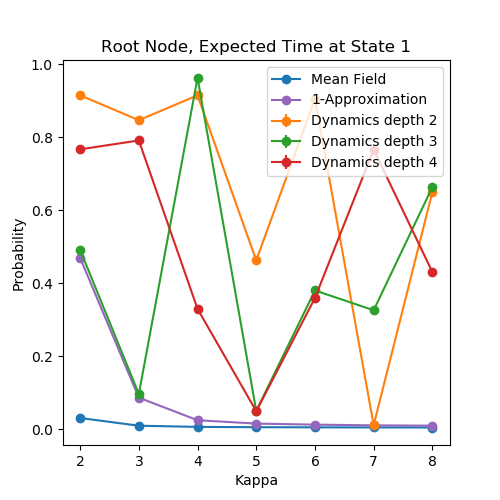 Root Node, Expected Time at State 1
1.0
0.8
0.6
0.4
0.2
0.0
Probability
Mean Field
1-Approximation
Dynamics depth 2
Dynamics depth 3
Dynamics depth 4
2 3 4 5 6 7 8
Kappa